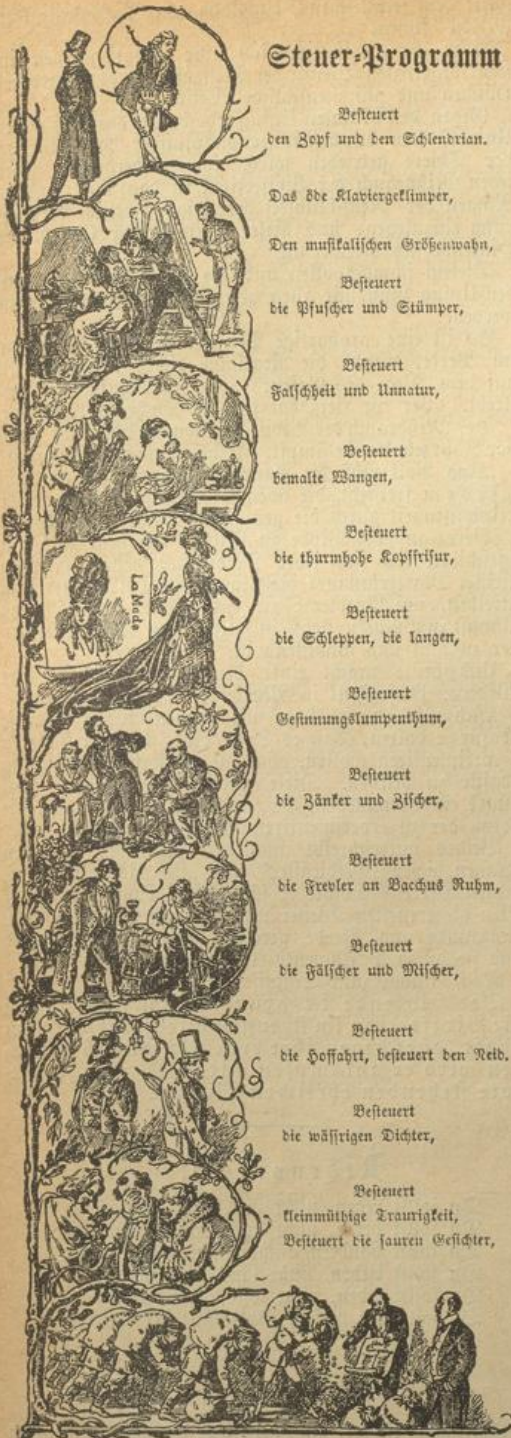 Steuer-Programm
Besteuert
den Zopf und den Schlendrian.
Das öde Klaviergeklimper,
Den musikalischen Größenwahn,
Besteuert
die Pfuscher und Stümper,
Besteuert
Falschheit und Unnatur,
Besteuert
bemalte Wangen,
Besteuert
die thurmhohe Kopffrisur,
La Mode
Besteuert
die Schleppen, die langen,
Besteuert
Gesinnungslumpenthum,
Besteuert
die Zänker und Zischer,
Besteuert
die Frevler an Bacchus Ruhm,
Besteuert
die Fälscher und Mischer,
Besteuert
die Hoffahrt, besteuert den Neid.
Besteuert
die wässrigen Dichter,
Besteuert
kleinmüthige Traurigkeit,
Besteuert die sauren Gesichter,